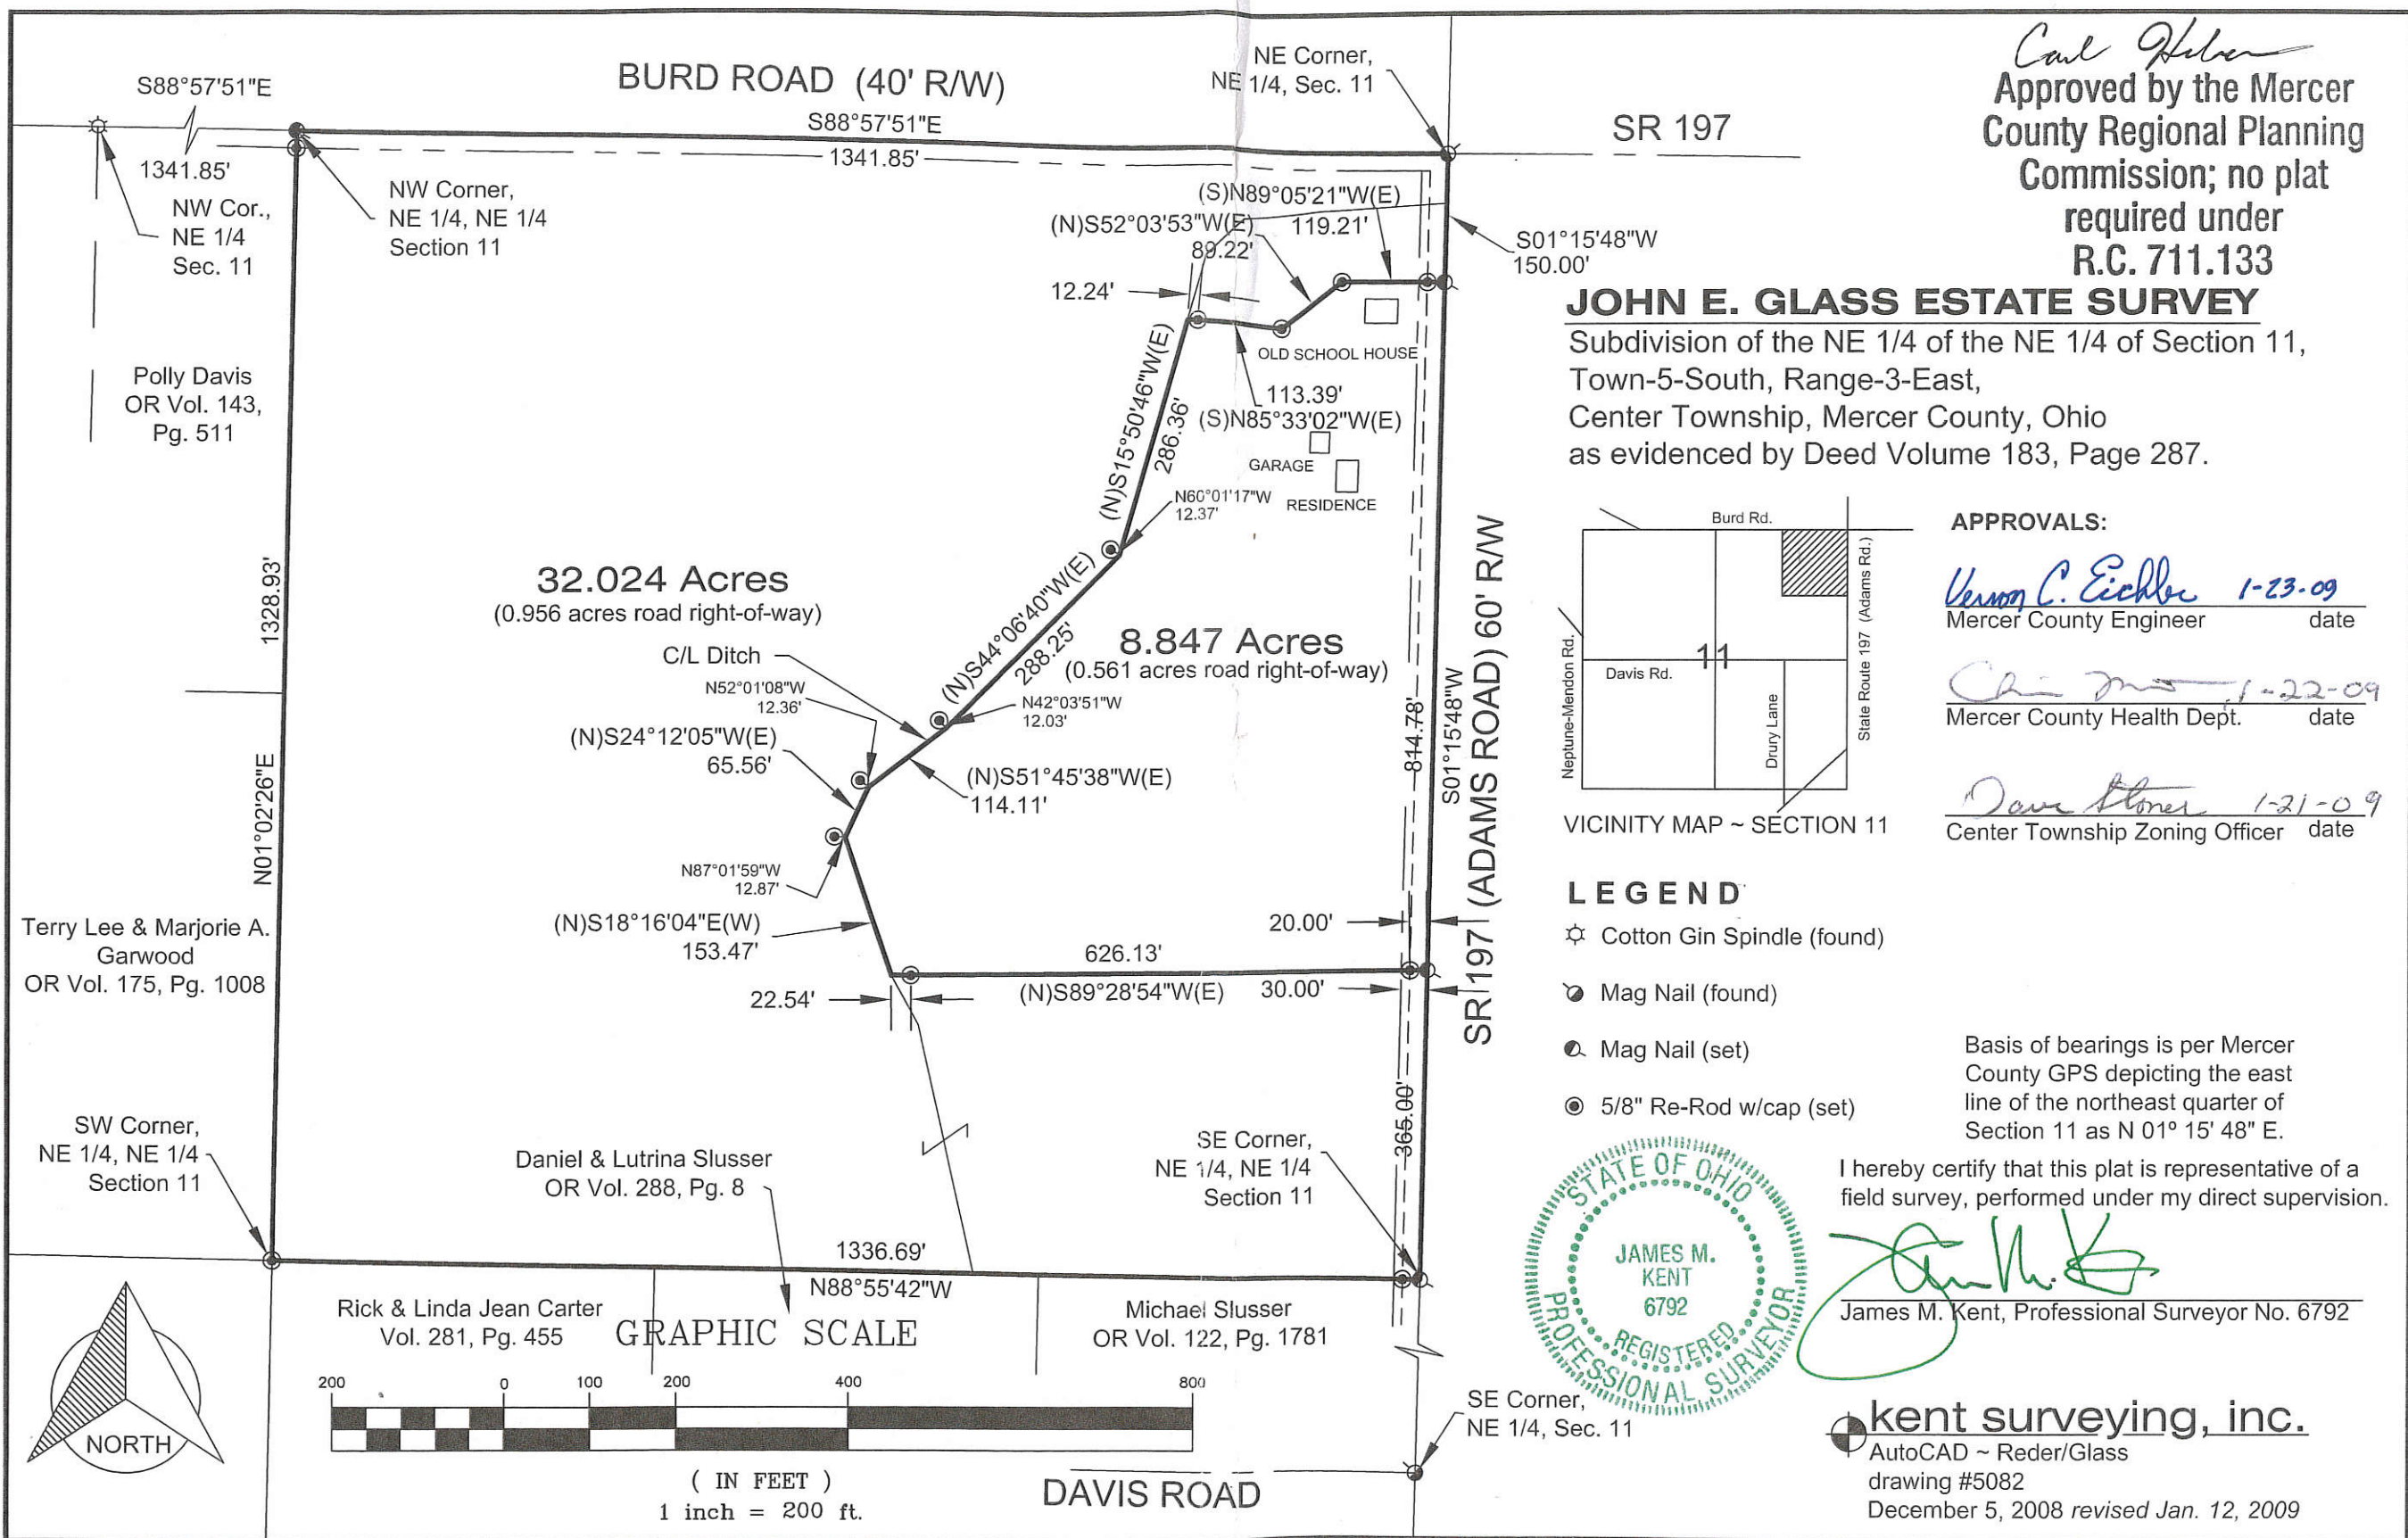 S88°57'51"E
BURD ROAD (40' R/W)
NE Corner,
NE 1/4, Sec. 11
S88°57'51"E
1341.85'
1341.85'
SR 197
NW Cor.,
NE 1/4
Sec. 11
NW Corner,
NE 1/4, NE 1/4
Section 11
(S)N89°05'21"W(E)
119.21'
(N)S52°03'53"W(E)
89.22'
12.24'
S01°15'48"W
150.00'
OLD SCHOOL HOUSE
113.39'
(S)N85°33'02"W(E)
(N)S15°50'46"W(E)
286.36'
GARAGE
RESIDENCE
N60°01'17"W
12.37'
Polly Davis
OR Vol. 143,
Pg. 511
1328.93'
N01°02'26"E
32.024 Acres
(0.956 acres road right-of-way)
C/L Ditch
(N)S44°06'40"W(E)
288.25'
8.847 Acres
(0.561 acres road right-of-way)
N52°01'08"W
12.36'
N42°03'51"W
12.03'
(N)S24°12'05"W(E)
65.56'
(N)S51°45'38"W(E)
114.11'
N87°01'59"W
12.87'
(N)S18°16'04"E(W)
153.47'
814.78'
S01°15'48"W
SR 197 (ADAMS ROAD) 60' R/W
20.00'
626.13'
(N)S89°28'54"W(E)
30.00'
22.54'
365.00'
Terry Lee & Marjorie A.
Garwood
OR Vol. 175, Pg. 1008
SW Corner,
NE 1/4, NE 1/4
Section 11
Daniel & Lutrina Slusser
OR Vol. 288, Pg. 8
SE Corner,
NE 1/4, NE 1/4
Section 11
1336.69'
N88°55'42"W
Rick & Linda Jean Carter
Vol. 281, Pg. 455
Michael Slusser
OR Vol. 122, Pg. 1781
GRAPHIC SCALE
200 0 100 200 400 800
( IN FEET )
1 inch = 200 ft.
NORTH
DAVIS ROAD
SE Corner,
NE 1/4, Sec. 11
Carl
Approved by the Mercer
County Regional Planning
Commission; no plat
required under
R.C. 711.133
JOHN E. GLASS ESTATE SURVEY
Subdivision of the NE 1/4 of the NE 1/4 of Section 11,
Town-5-South, Range-3-East,
Center Township, Mercer County, Ohio
as evidenced by Deed Volume 183, Page 287.
Burd Rd.
Neptune-Mendon Rd.
Davis Rd.
11
Drury Lane
State Route 197 (Adams Rd.)
VICINITY MAP ~ SECTION 11
APPROVALS:
Vernon C. Eichler 1-23-09
Mercer County Engineer date
1-22-09
Mercer County Health Dept. date
Dave Stoner 1-21-09
Center Township Zoning Officer date
LEGEND
Cotton Gin Spindle (found)
Mag Nail (found)
Mag Nail (set)
5/8" Re-Rod w/cap (set)
Basis of bearings is per Mercer
County GPS depicting the east
line of the northeast quarter of
Section 11 as N 01° 15' 48" E.
I hereby certify that this plat is representative of a
field survey, performed under my direct supervision.
STATE OF OHIO
JAMES M.
KENT
6792
REGISTERED
PROFESSIONAL SURVEYOR
James M. Kent, Professional Surveyor No. 6792
kent surveying, inc.
AutoCAD ~ Reder/Glass
drawing #5082
December 5, 2008 revised Jan. 12, 2009